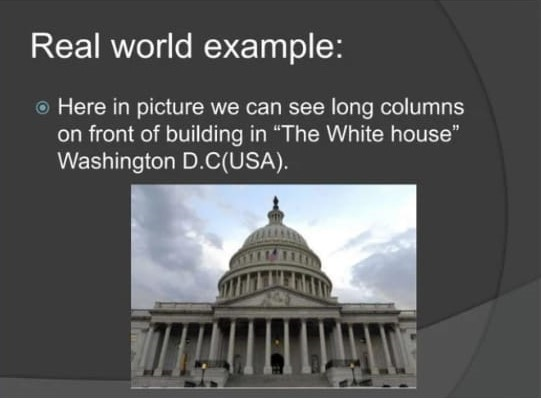 Real world example:
Here in picture we can see long columns
on front of building in “The White house”
Washington D.C(USA).